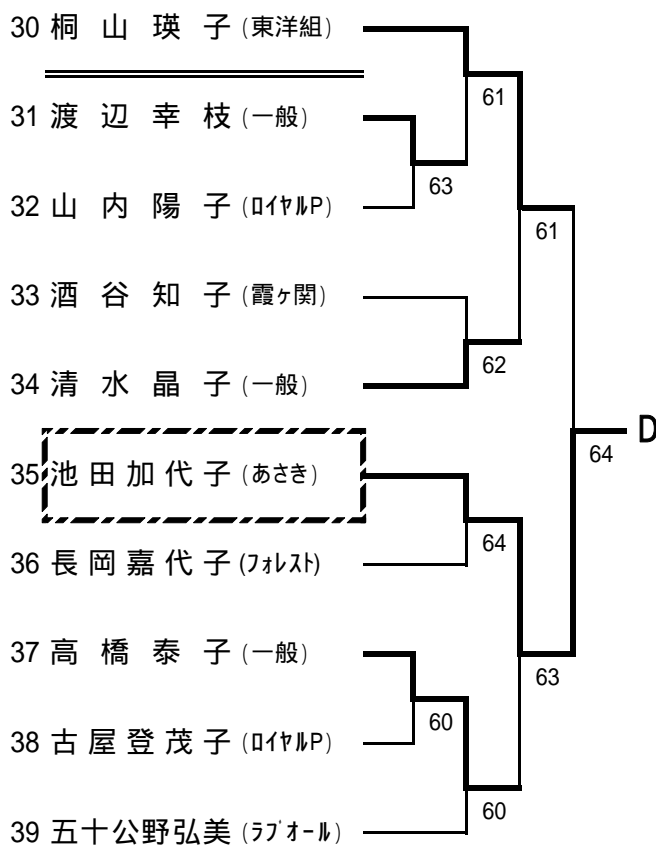 30 桐山瑛子 (東洋組)
61
31 渡辺幸枝 (一般)
63
32 山内陽子 (ロイヤルP)
61
33 酒谷知子 (霞ヶ関)
62
34 清水晶子 (一般)
64 D
35 池田加代子 (あさき)
64
36 長岡嘉代子 (フォレスト)
37 高橋泰子 (一般)
63
60
38 古屋登茂子 (ロイヤルP)
60
39 五十公野弘美 (ラブオール)